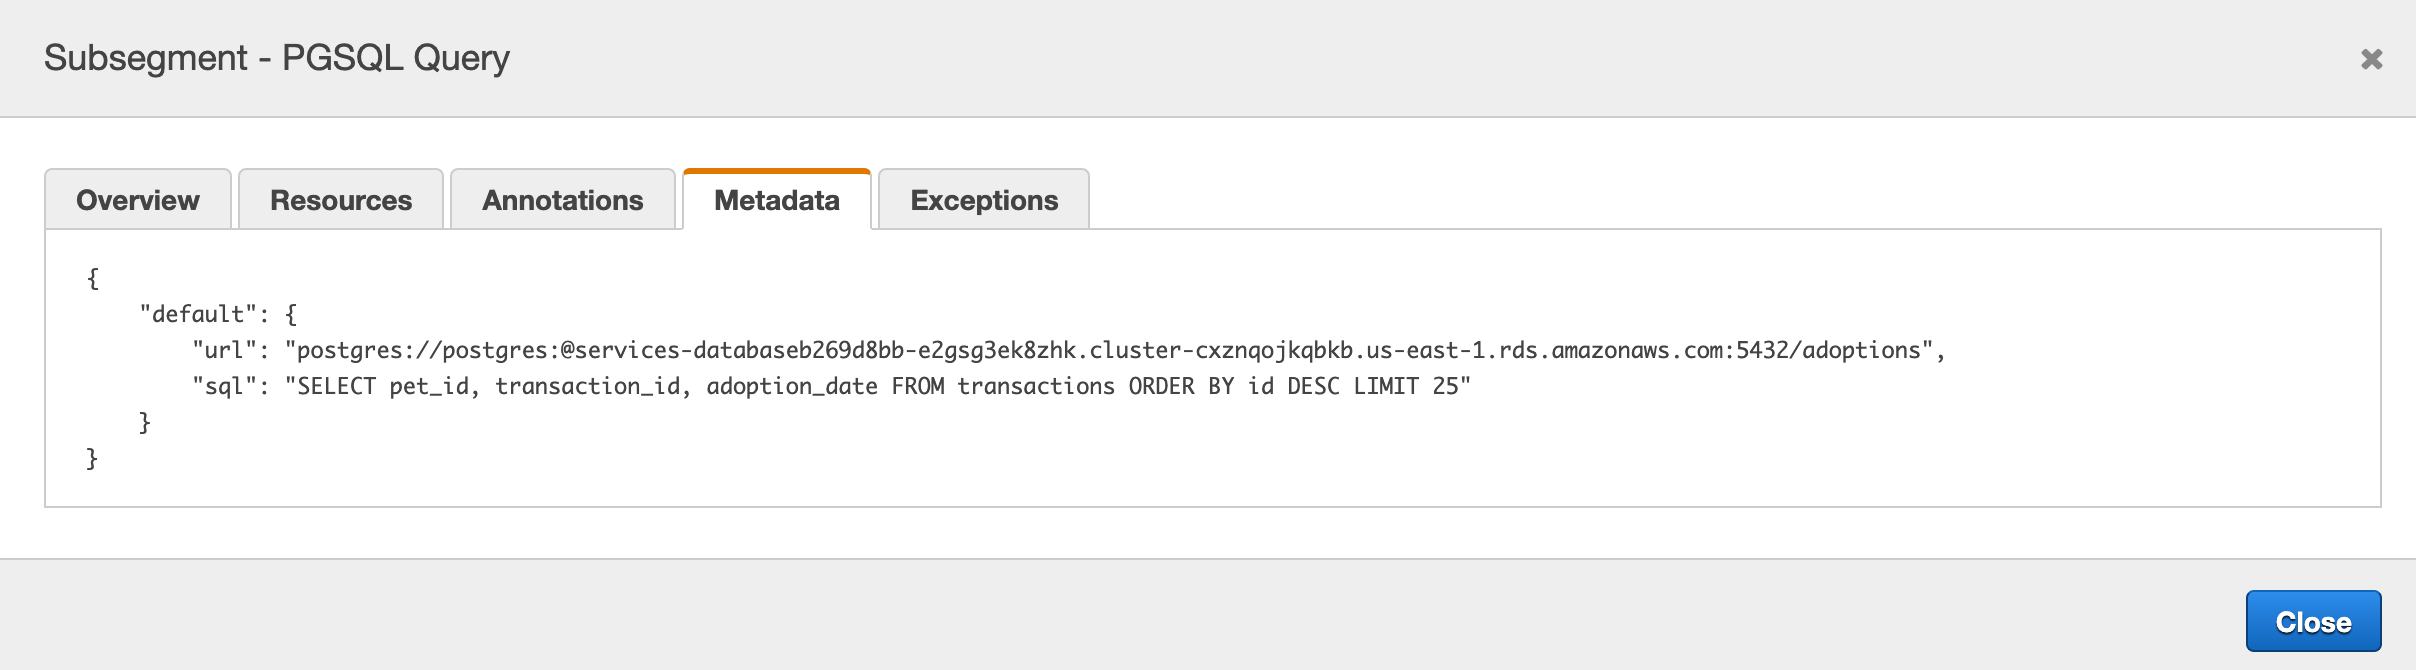 Subsegment - PGSQL Query
Overview Resources Annotations Metadata Exceptions
{
    "default": {
        "url": "postgres://postgres:@services-databaseb269d8bb-e2gsg3ek8zhk.cluster-cxznqojkqbkb.us-east-1.rds.amazonaws.com:5432/adoptions",
        "sql": "SELECT pet_id, transaction_id, adoption_date FROM transactions ORDER BY id DESC LIMIT 25"
    }
}
Close